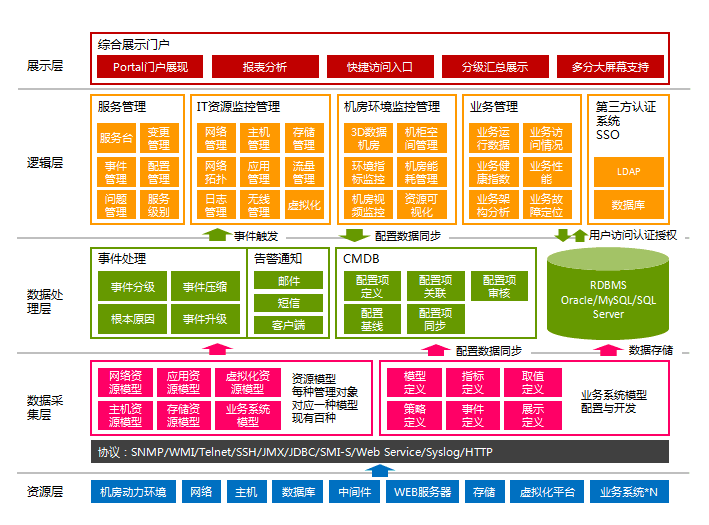 综合展示门户
展示层
Portal门户展现
报表分析
快捷访问入口
分级汇总展示
多分大屏幕支持
逻辑层
服务管理
服务台
变更
管理
事件
管理
配置
管理
问题
管理
服务
级别
IT资源监控管理
网络
管理
主机
管理
存储
管理
网络
拓扑
应用
管理
流量
管理
日志
管理
无线
管理
虚拟化
机房环境监控管理
3D数据
机房
机柜室
间管理
环境指
标监控
机房能
耗管理
机房视
频监控
资源可
视化
业务管理
业务运
行数据
业务访
问情况
业务健
康指数
业务性
能
业务架
构分析
业务故
障定位
第三方认证
系统
SSO
LDAP
数据库
事件触发
配置数据同步
用户访问认证授权
数据处
理层
事件处理
事件分级
事件压缩
根本原因
事件升级
告警通知
邮件
短信
客户端
CMDB
配置项
定义
配置项
关联
配置项
审核
配置
基线
配置项
同步
RDBMS
Oracle/MySQL/SQL
Server
配置数据同步
数据存储
数据采
集层
网络资
源模型
应用资
源模型
虚拟化资
源模型
主机资
源模型
存储资
源模型
业务系统
模型
资源模型
每种管理对象
对应一种模型
现有百种
模型
定义
指标
定义
取值
定义
策略
定义
事件
定义
展示
定义
业务系统模型
配置与开发
协议：SNMP/WMI/Telnet/SSH/JMX/JDBC/SMI-S/Web Service/Syslog/HTTP
资源层
机房动力环境
网络
主机
数据库
中间件
WEB服务器
存储
虚拟化平台
业务系统*N